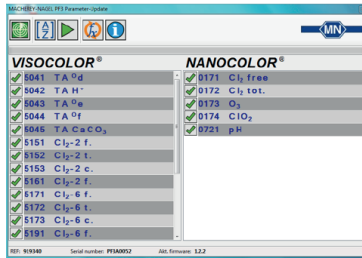 MACHEREY-NAGEL PF3 Parameter-Update
A
Z
MN
VISOCOLOR®
5041 TA °d
5042 TA H⁺
5043 TA °e
5044 TA °f
5045 TA CaCO₃
5151 Cl₂-2 f.
5152 Cl₂-2 t.
5153 Cl₂-2 c.
5161 Cl₂-2 f.
5171 Cl₂-6 f.
5172 Cl₂-6 t.
5173 Cl₂-6 c.
5191 Cl₂-6 f.
NANOCOLOR®
0171 Cl₂ free
0172 Cl₂ tot.
0173 O₃
0174 ClO₂
0721 pH
REF: 919340 Serial number: PF3A0052 Akt. firmware: 1.2.2